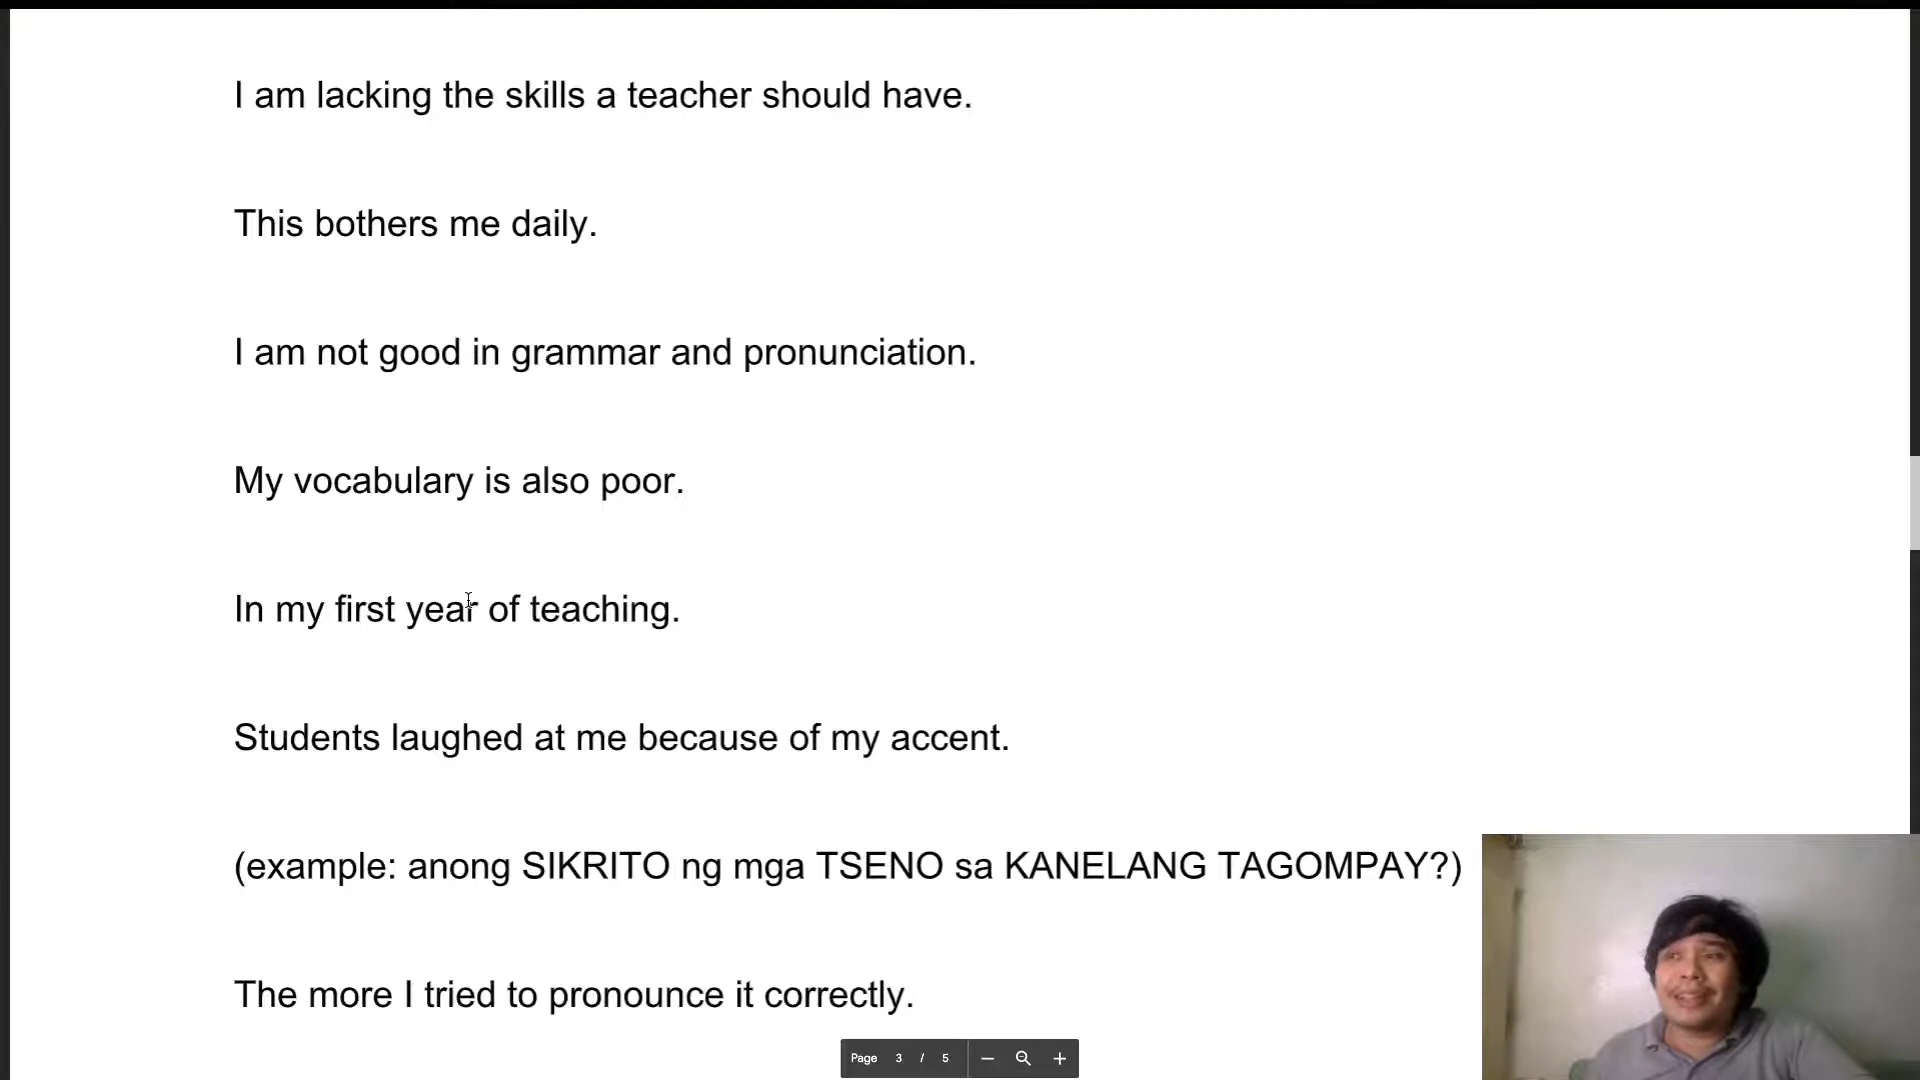 I am lacking the skills a teacher should have.
This bothers me daily.
I am not good in grammar and pronunciation.
My vocabulary is also poor.
In my first year of teaching.
Students laughed at me because of my accent.
(example: anong SIKRITO ng mga TSENO sa KANELANG TAGOMPAY?)
The more I tried to pronounce it correctly.
Page 3 / 5